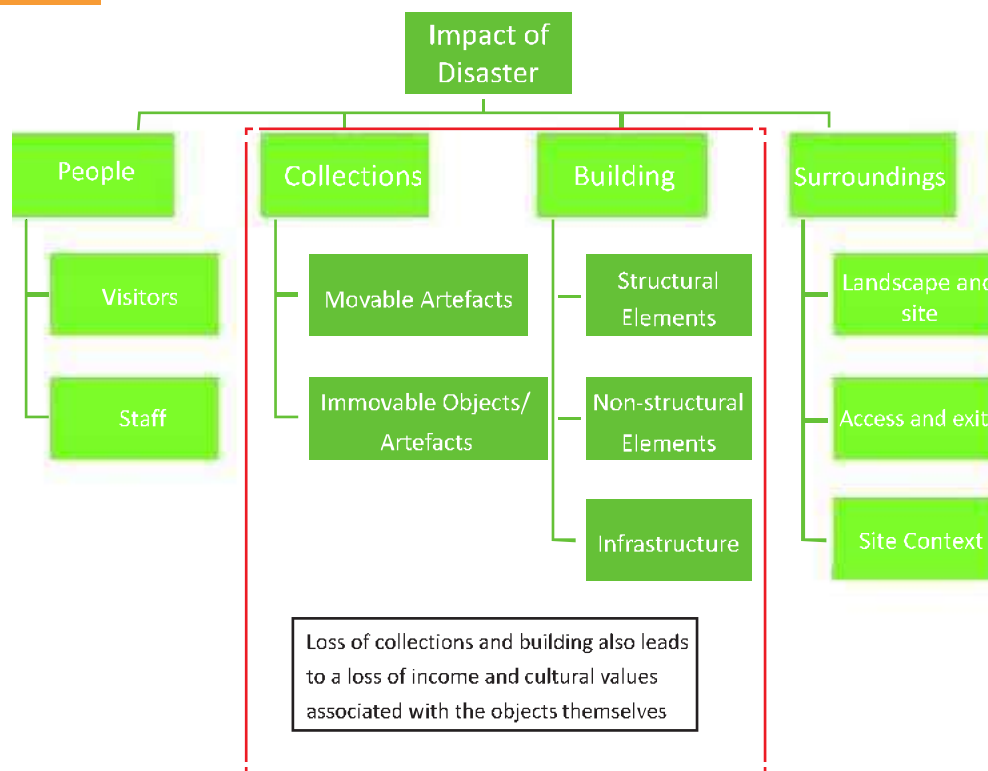 Impact of
Disaster
People
Collections
Building
Surroundings
Visitors
Movable Artefacts
Structural
Elements
Landscape and
site
Staff
Immovable Objects/
Artefacts
Non-structural
Elements
Access and exit
Infrastructure
Site Context
Loss of collections and building also leads
to a loss of income and cultural values
associated with the objects themselves